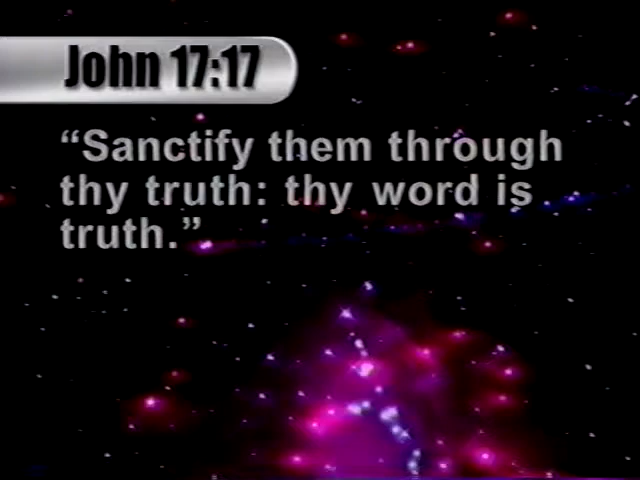 John 17:17
“Sanctify them through
thy truth: thy word is
truth.”